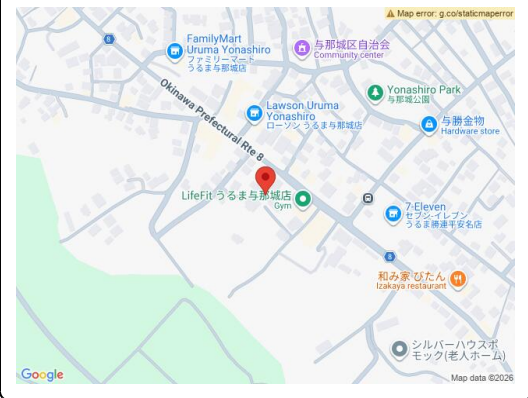 Map error: g.co/staticmaperror
8
FamilyMart
Uruma Yonashiro
ファミリーマート
うるま与那城店
与那城区自治会
Community center
Yonashiro Park
与那城公園
Okinawa Prefectural Rte 8
Lawson Uruma
Yonashiro
ローソン うるま与那城店
与勝金物
Hardware store
LifeFit うるま与那城店
Gym
7-Eleven
セブン-イレブン
うるま勝連平安名店
8
和み家 びたん
Izakaya restaurant
シルバーハウスポ
モック(老人ホーム)
Google
Map data ©2026